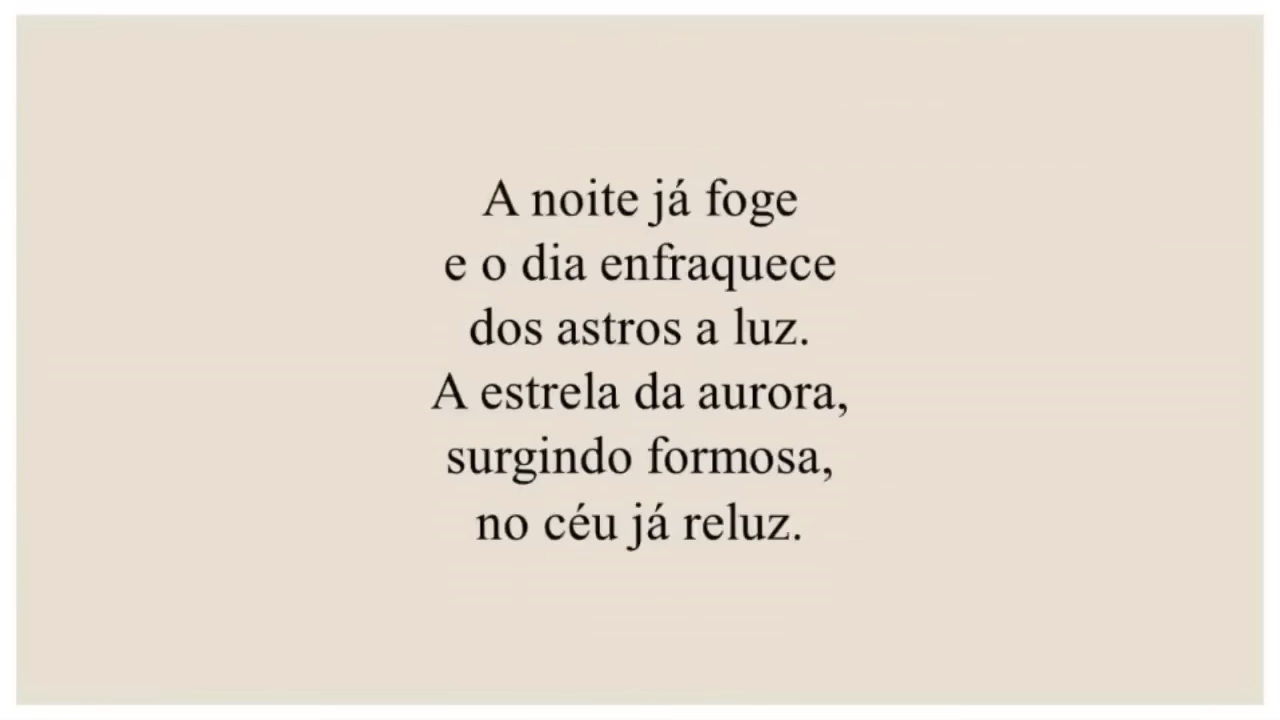 A noite já foge
e o dia enfraquece
dos astros a luz.
A estrela da aurora,
surgindo formosa,
no céu já reluz.